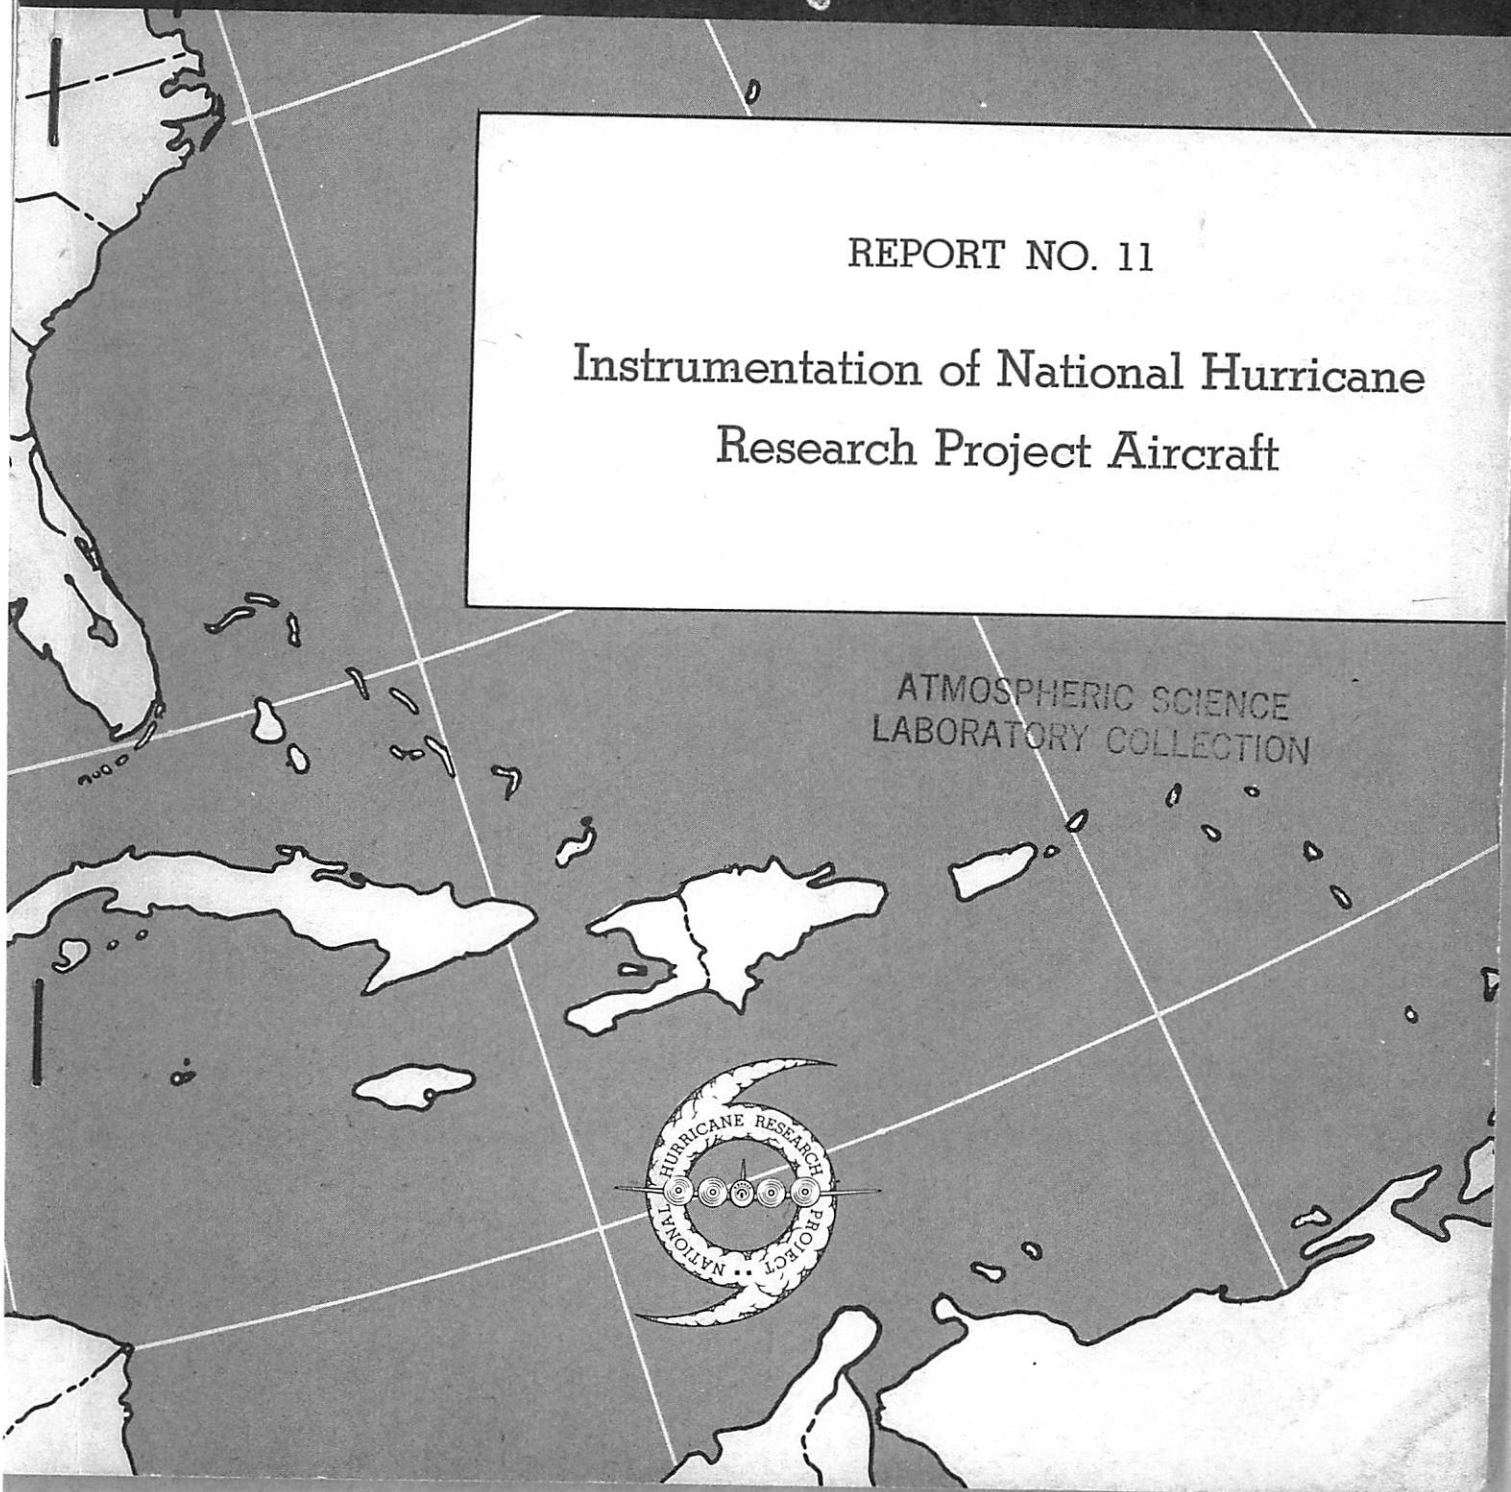 REPORT NO. 11
Instrumentation of National Hurricane
Research Project Aircraft
ATMOSPHERIC SCIENCE
LABORATORY COLLECTION
NATIONAL HURRICANE RESEARCH PROJECT